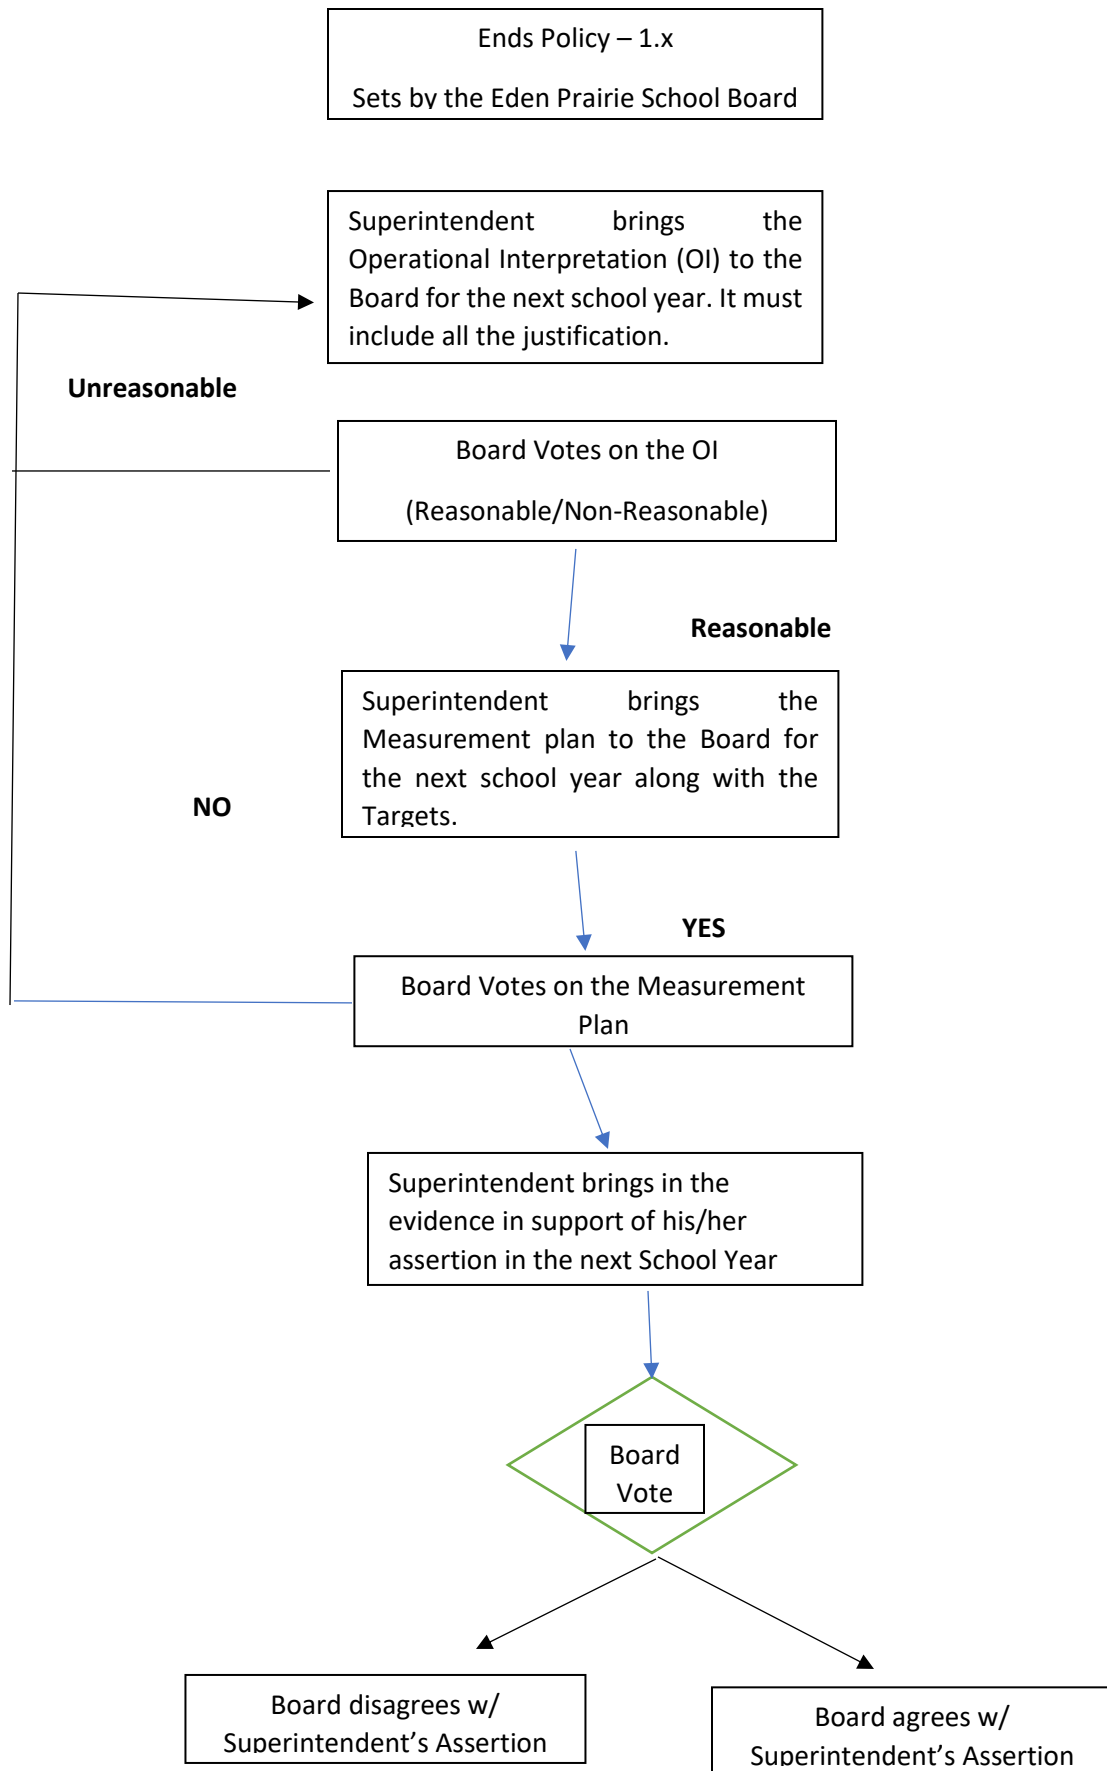 Ends Policy – 1.x
Sets by the Eden Prairie School Board
Superintendent brings the
Operational Interpretation (OI) to the
Board for the next school year. It must
include all the justification.
Unreasonable
Board Votes on the OI
(Reasonable/Non-Reasonable)
Reasonable
Superintendent brings the
Measurement plan to the Board for
the next school year along with the
Targets.
NO
YES
Board Votes on the Measurement
Plan
Superintendent brings in the
evidence in support of his/her
assertion in the next School Year
Board
Vote
Board disagrees w/
Superintendent's Assertion
Board agrees w/
Superintendent's Assertion